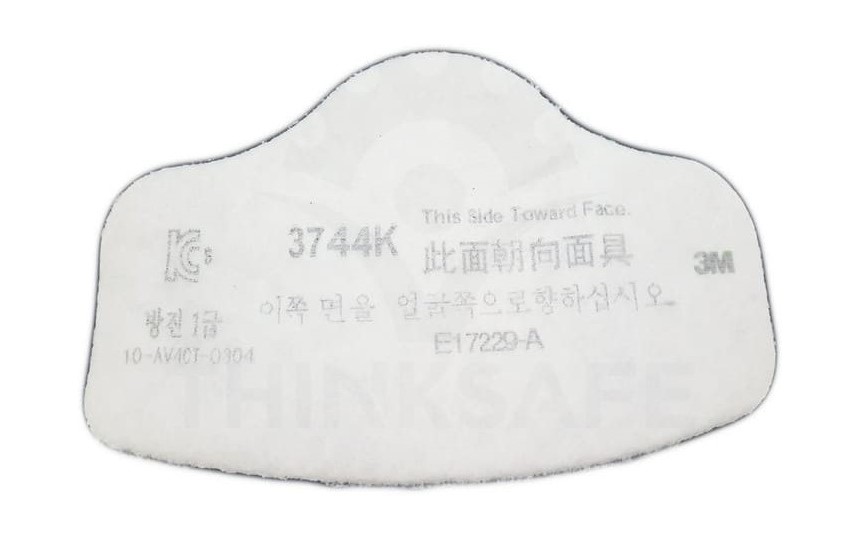 This Side Toward Face.
3744K
此面朝向面具
KCs
3M
이쪽 면을 얼굴쪽으로향하십시오.
방진 1급
E17229-A
10-AV4CT-0304
THINKSAFE